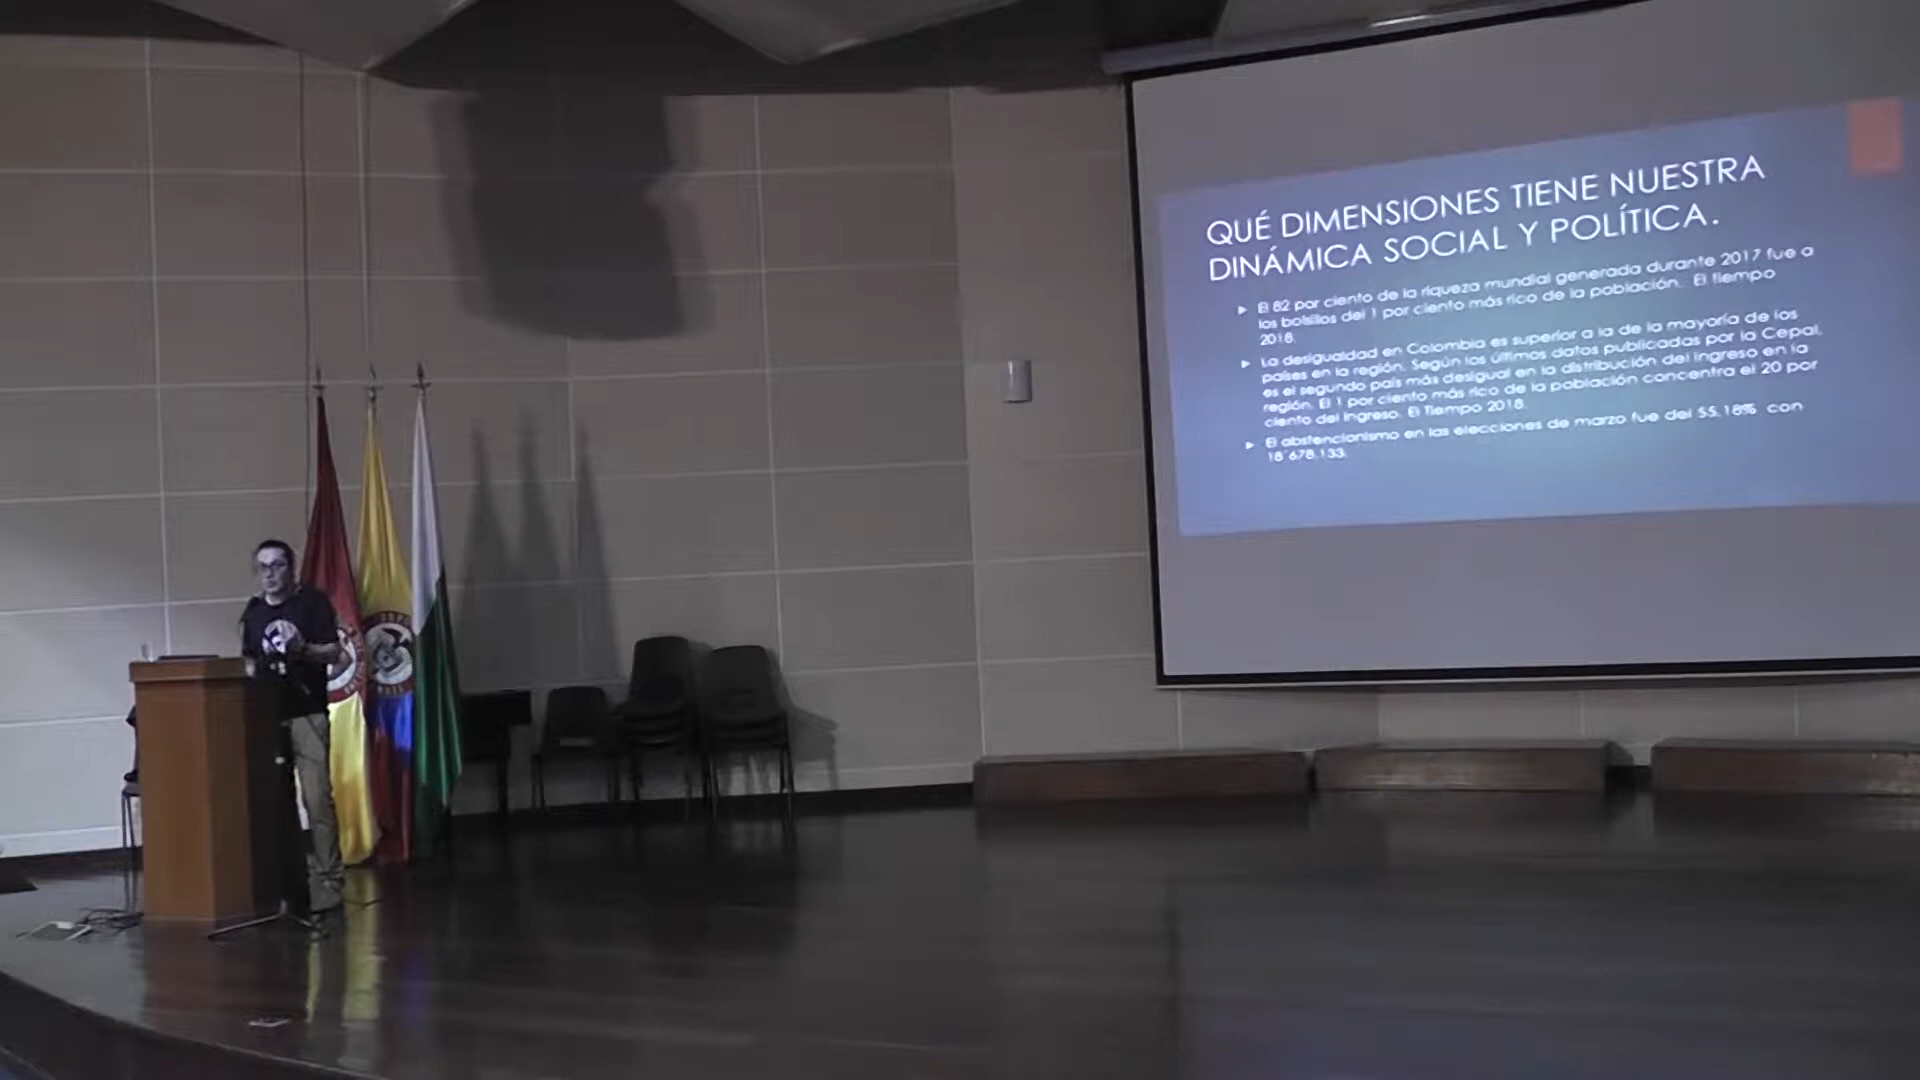 QUÉ DIMENSIONES TIENE NUESTRA
DINÁMICA SOCIAL Y POLÍTICA.
El 82 por ciento de la riqueza mundial generada durante 2017 fue a
los bolsillos del 1 por ciento más rico de la población. El tiempo
2018.
La desigualdad en Colombia es superior a la de la mayoría de los
países en la región. Según los últimos datos publicadas por la Cepal,
es el segundo país más desigual en la distribución del ingreso en la
región. El 1 por ciento más rico de la población concentra el 20 por
ciento del ingreso. El Tiempo 2018.
El abstencionismo en las elecciones de marzo fue del 55.18% con
18´678.133.